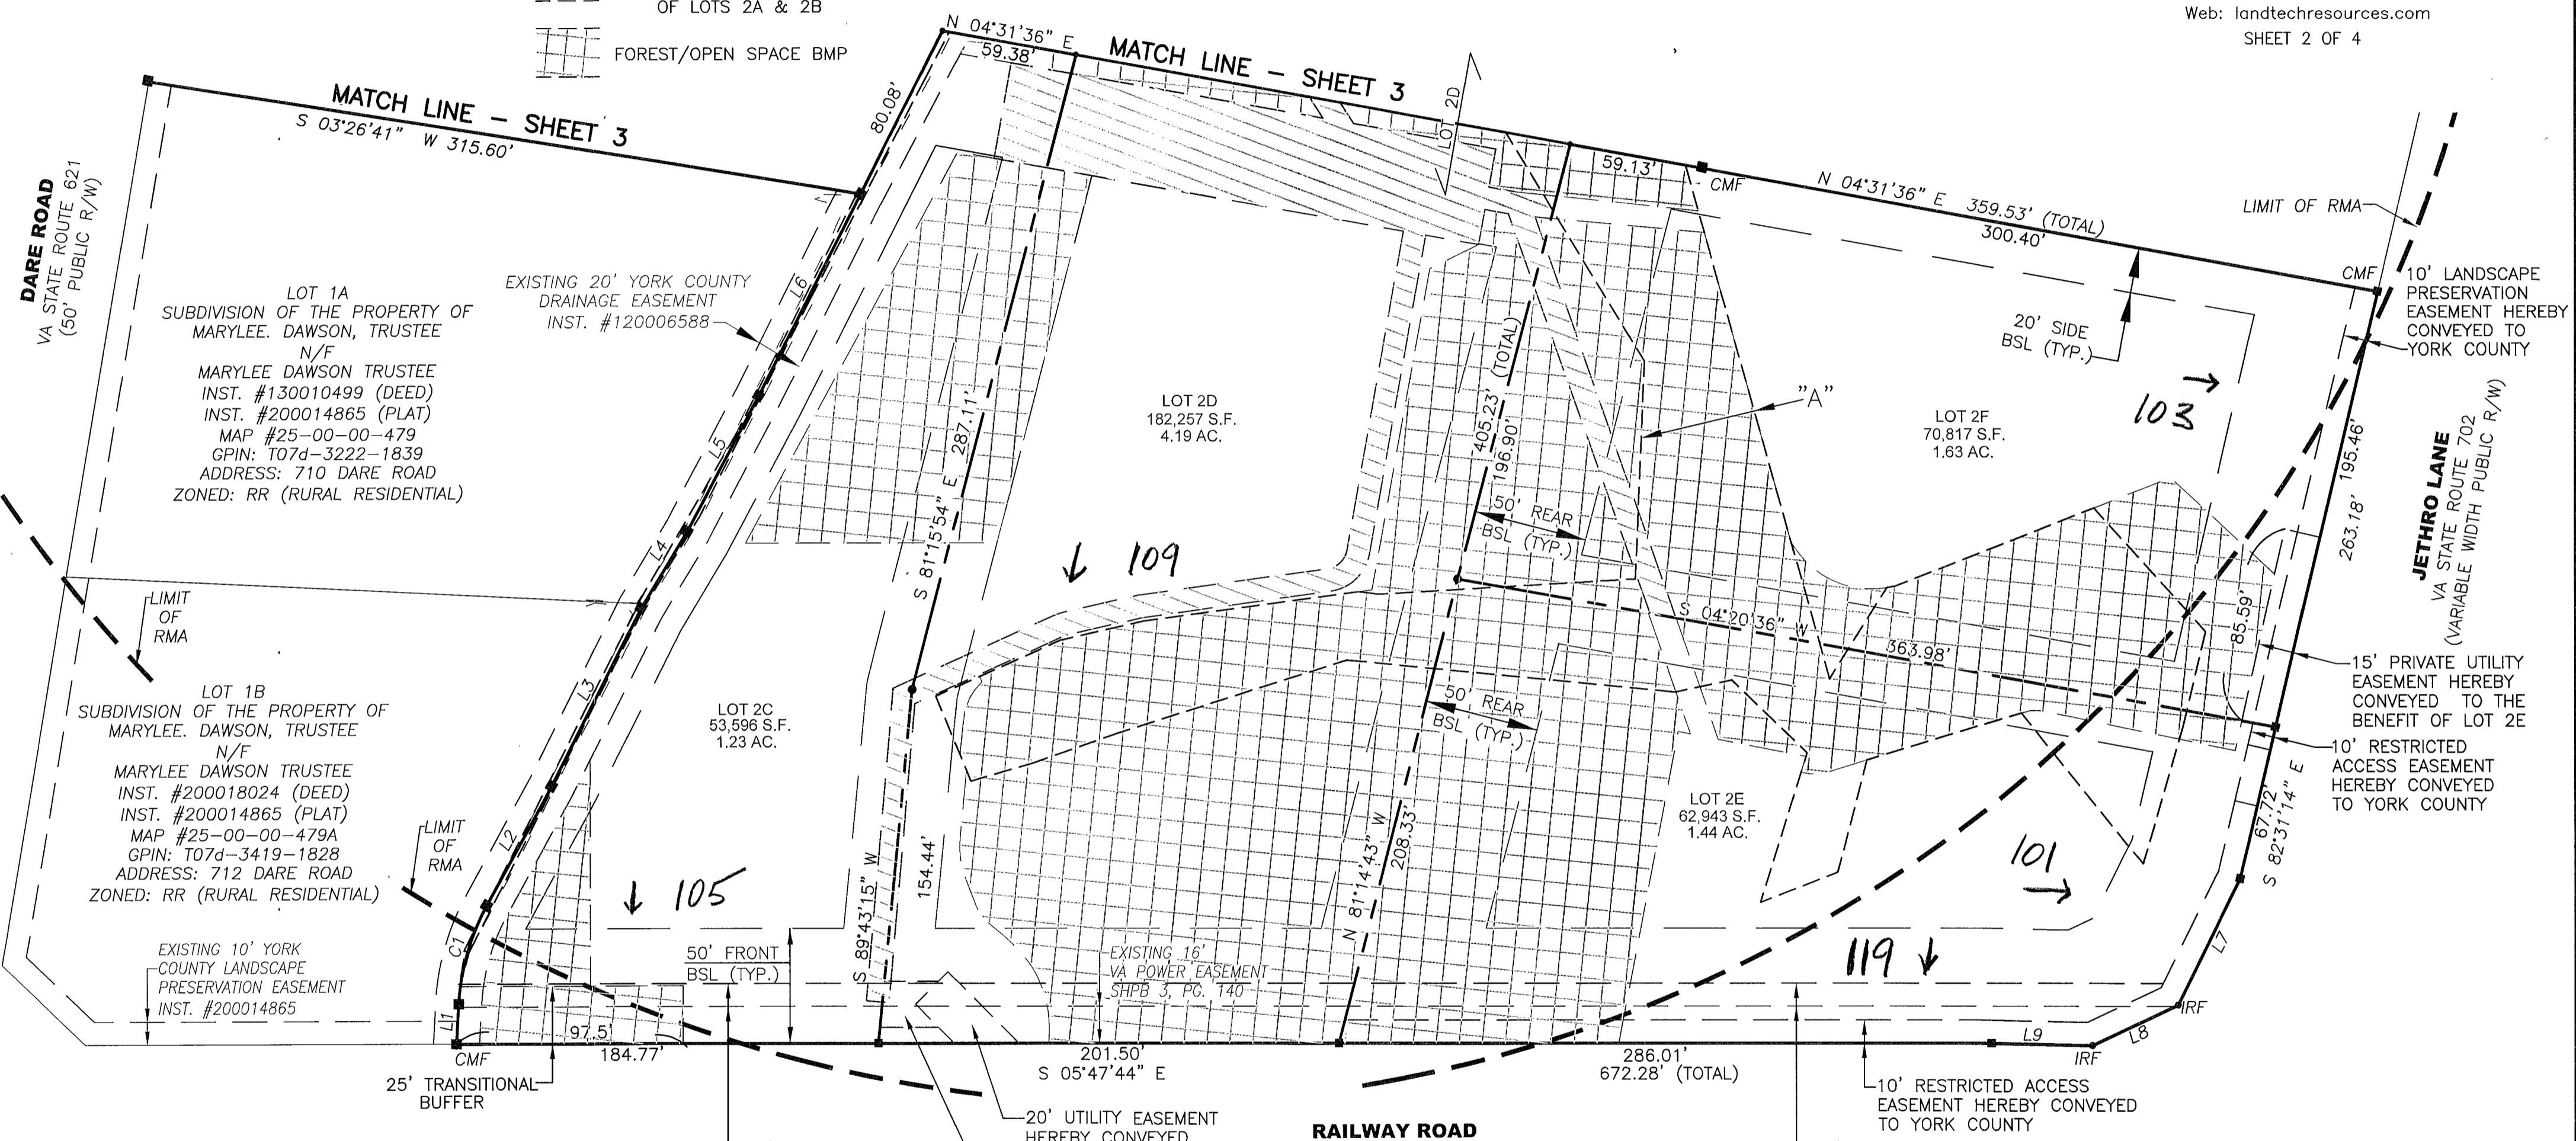 OF LOTS 2A & 2B
FOREST/OPEN SPACE BMP
Web: landtechresources.com
SHEET 2 OF 4
MATCH LINE - SHEET 3
S 03°26'41" W 315.60'
N 04°31'36" E
59.38'
MATCH LINE - SHEET 3
80.08'
LOT 2D
59.13'
CMF
N 04°31'36" E 359.53' (TOTAL)
300.40'
CMF
LIMIT OF RMA
10' LANDSCAPE
PRESERVATION
EASEMENT HEREBY
CONVEYED TO
YORK COUNTY
20' SIDE
BSL (TYP.)
DARE ROAD
VA STATE ROUTE 621
(50' PUBLIC R/W)
LOT 1A
SUBDIVISION OF THE PROPERTY OF
MARYLEE. DAWSON, TRUSTEE
N/F
MARYLEE DAWSON TRUSTEE
INST. #130010499 (DEED)
INST. #200014865 (PLAT)
MAP #25-00-00-479
GPIN: T07d-3222-1839
ADDRESS: 710 DARE ROAD
ZONED: RR (RURAL RESIDENTIAL)
EXISTING 20' YORK COUNTY
DRAINAGE EASEMENT
INST. #120006588
L6
L5
L4
L3
L2
C1
L1
S 81°15'54" E 287.11'
LOT 2D
182,257 S.F.
4.19 AC.
405.23' (TOTAL)
196.90'
50' REAR
BSL (TYP.)
"A"
LOT 2F
70,817 S.F.
1.63 AC.
103
195.46'
263.18'
JETHRO LANE
VA STATE ROUTE 702
(VARIABLE WIDTH PUBLIC R/W)
109
LIMIT
OF
RMA
S 04°20'36" W
363.98'
85.59'
15' PRIVATE UTILITY
EASEMENT HEREBY
CONVEYED TO THE
BENEFIT OF LOT 2E
10' RESTRICTED
ACCESS EASEMENT
HEREBY CONVEYED
TO YORK COUNTY
LOT 1B
SUBDIVISION OF THE PROPERTY OF
MARYLEE. DAWSON, TRUSTEE
N/F
MARYLEE DAWSON TRUSTEE
INST. #200018024 (DEED)
INST. #200014865 (PLAT)
MAP #25-00-00-479A
GPIN: T07d-3419-1828
ADDRESS: 712 DARE ROAD
ZONED: RR (RURAL RESIDENTIAL)
LIMIT
OF
RMA
LOT 2C
53,596 S.F.
1.23 AC.
50' REAR
BSL (TYP.)
LOT 2E
62,943 S.F.
1.44 AC.
67.72'
S 82°31'14" E
101
105
S 89°43'15" W
154.44'
N 81°14'43" W
208.33'
119
L7
EXISTING 10' YORK
COUNTY LANDSCAPE
PRESERVATION EASEMENT
INST. #200014865
50' FRONT
BSL (TYP.)
EXISTING 16'
VA POWER EASEMENT
SHPB 3, PG. 140
IRF
L8
L9
IRF
CMF
97.5'
184.77'
201.50'
S 05°47'44" E
286.01'
672.28' (TOTAL)
25' TRANSITIONAL
BUFFER
10' RESTRICTED ACCESS
EASEMENT HEREBY CONVEYED
TO YORK COUNTY
20' UTILITY EASEMENT
HEREBY CONVEYED
RAILWAY ROAD